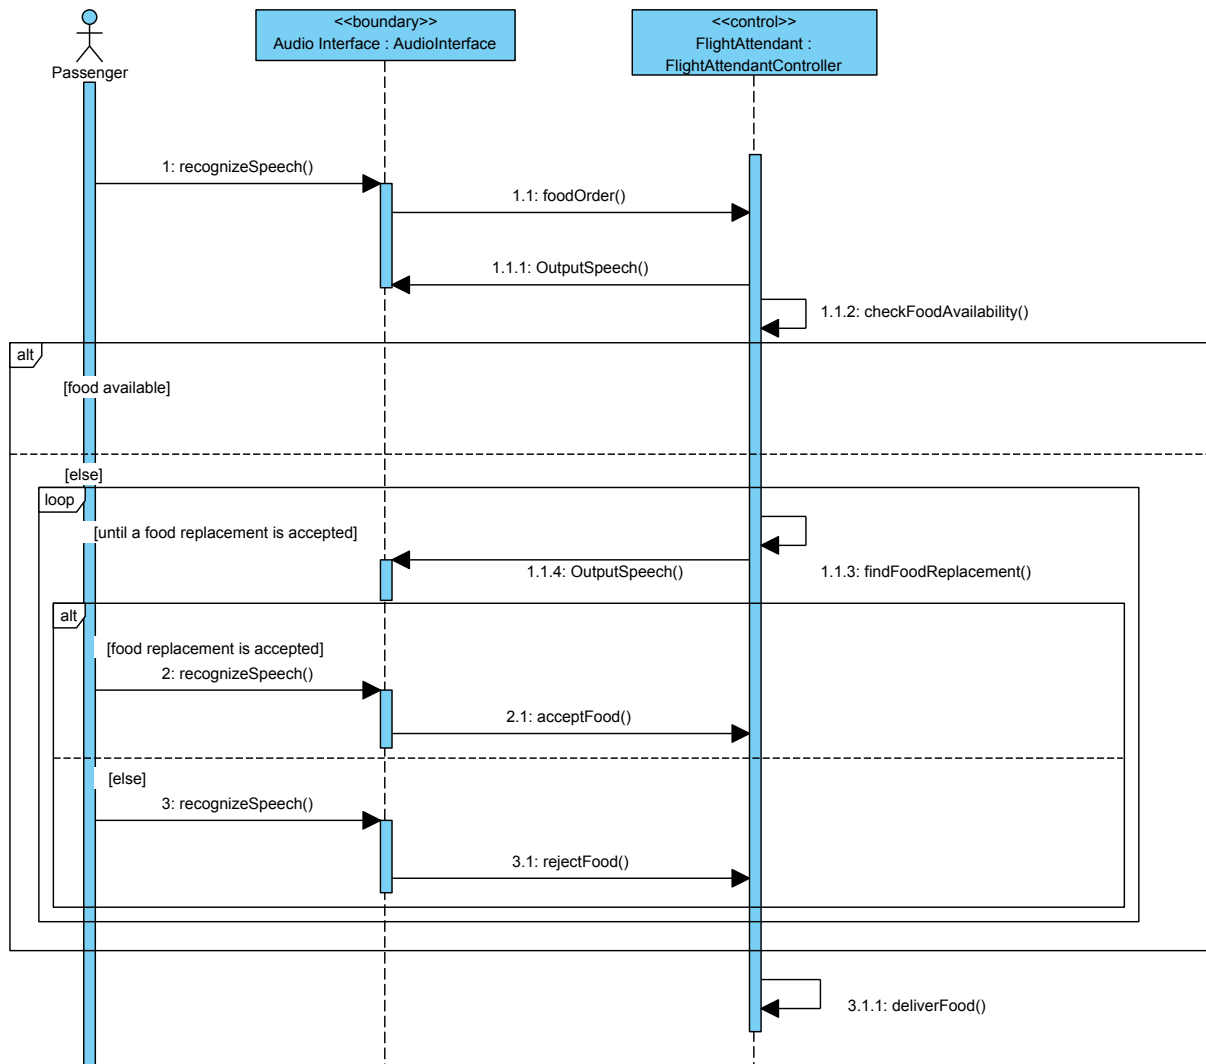 <<boundary>>
Audio Interface : AudioInterface
<<control>>
FlightAttendant :
FlightAttendantController
Passenger
1: recognizeSpeech()
1.1: foodOrder()
1.1.1: OutputSpeech()
1.1.2: checkFoodAvailability()
alt
[food available]
[else]
loop
[until a food replacement is accepted]
1.1.4: OutputSpeech()
1.1.3: findFoodReplacement()
alt
[food replacement is accepted]
2: recognizeSpeech()
2.1: acceptFood()
[else]
3: recognizeSpeech()
3.1: rejectFood()
3.1.1: deliverFood()